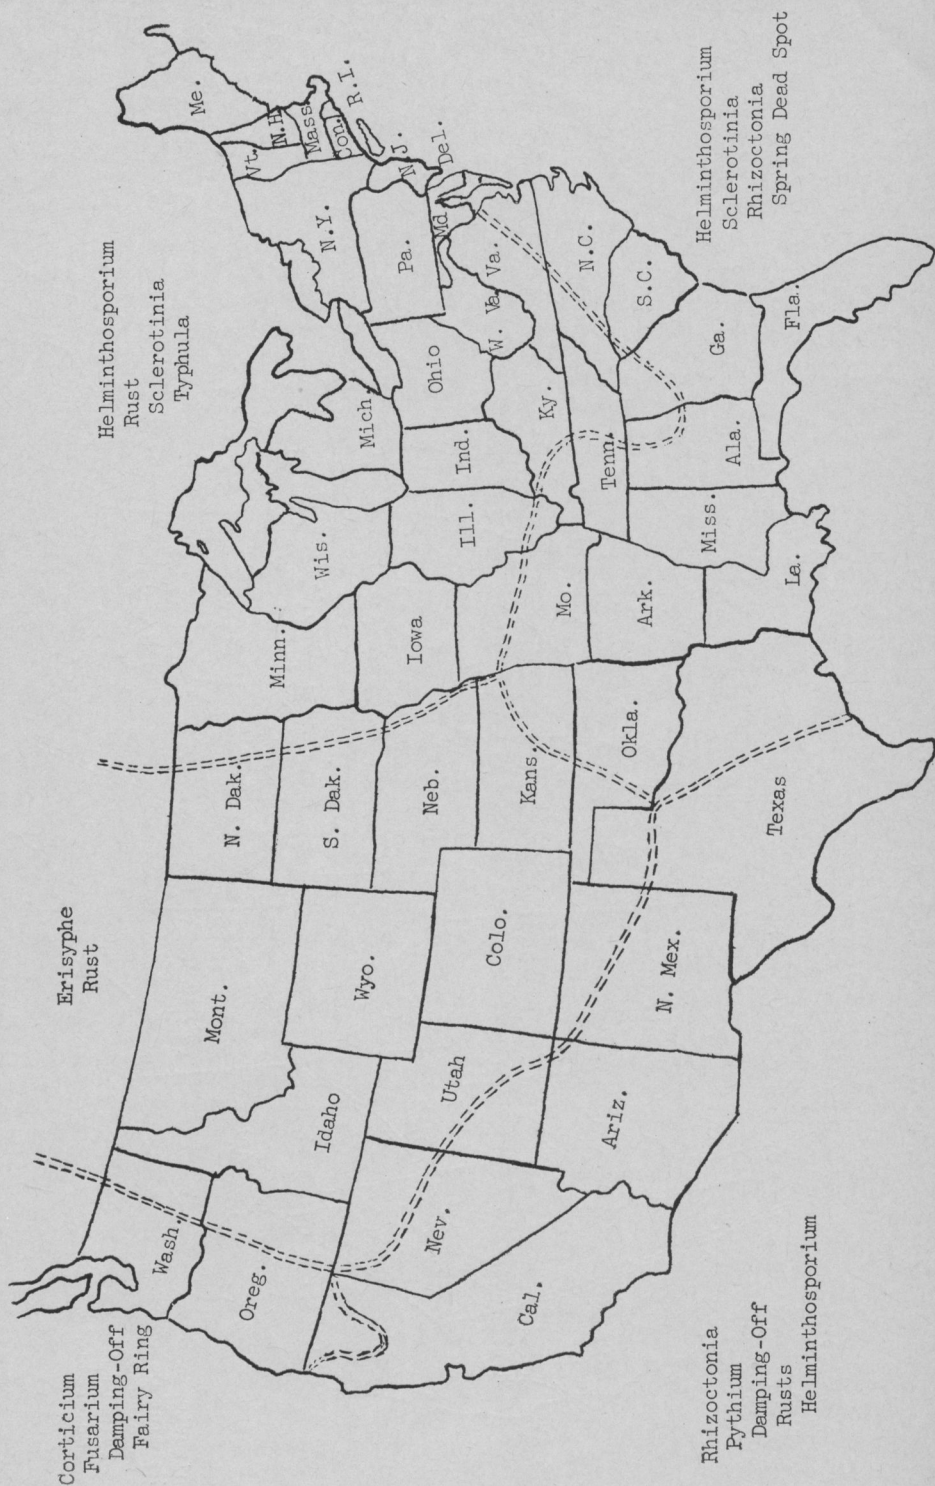 Corticium
Fusarium
Damping-Off
Fairy Ring
Erisyphe
Rust
Helminthosporium
Rust
Sclerotinia
Typhula
Wash.
Oreg.
Idaho
Mont.
Wyo.
N. Dak.
S. Dak.
Neb.
Minn.
Iowa
Wis.
Mich.
Ill.
Ind.
Ohio
Pa.
N.Y.
Vt.
N.H.
Me.
Mass.
Con.
R.I.
N.J.
Del.
Md.
W. Va.
Va.
Cal.
Nev.
Utah
Colo.
Kans.
Mo.
Ky.
Ariz.
N. Mex.
Okla.
Texas
Ark.
La.
Tenn.
Miss.
Ala.
Ga.
Fla.
N.C.
S.C.
Rhizoctonia
Pythium
Damping-Off
Rusts
Helminthosporium
Helminthosporium
Sclerotinia
Rhizoctonia
Spring Dead Spot